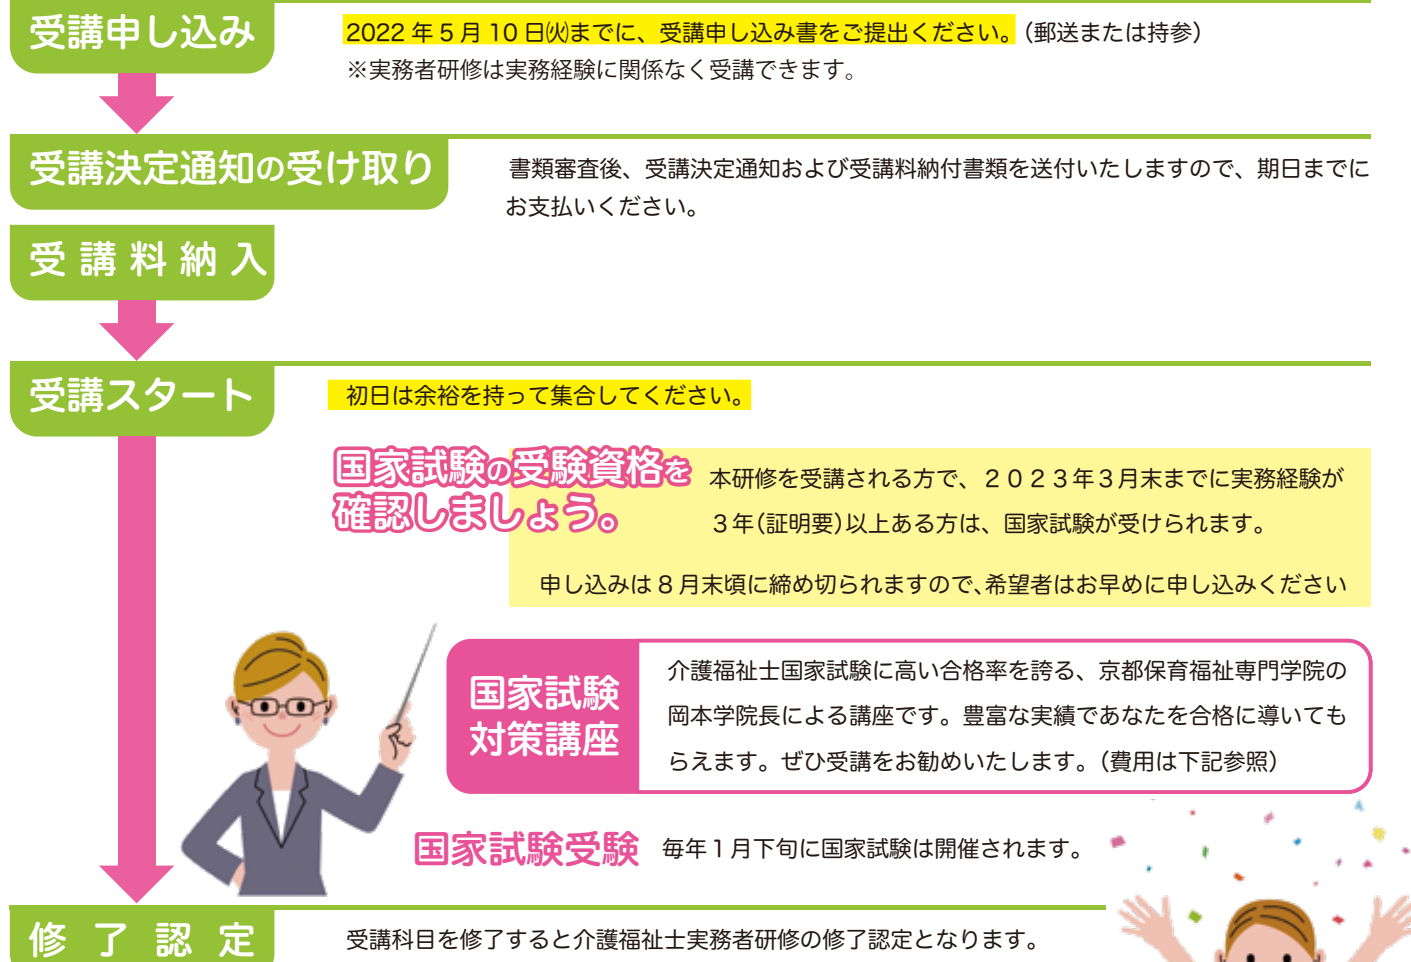 受講申し込み
2022年5月10日㈫までに、受講申し込み書をご提出ください。（郵送または持参）
※実務者研修は実務経験に関係なく受講できます。
受講決定通知の受け取り
書類審査後、受講決定通知および受講料納付書類を送付いたしますので、期日までに
お支払いください。
受講料納入
受講スタート
初日は余裕を持って集合してください。
国家試験の受験資格を
確認しましょう。
本研修を受講される方で、２０２３年３月末までに実務経験が
３年（証明要）以上ある方は、国家試験が受けられます。
申し込みは８月末頃に締め切られますので、希望者はお早めに申し込みください
国家試験
対策講座
介護福祉士国家試験に高い合格率を誇る、京都保育福祉専門学院の
岡本学院長による講座です。豊富な実績であなたを合格に導いても
らえます。ぜひ受講をお勧めいたします。（費用は下記参照）
国家試験受験
毎年１月下旬に国家試験は開催されます。
修了認定
受講科目を修了すると介護福祉士実務者研修の修了認定となります。